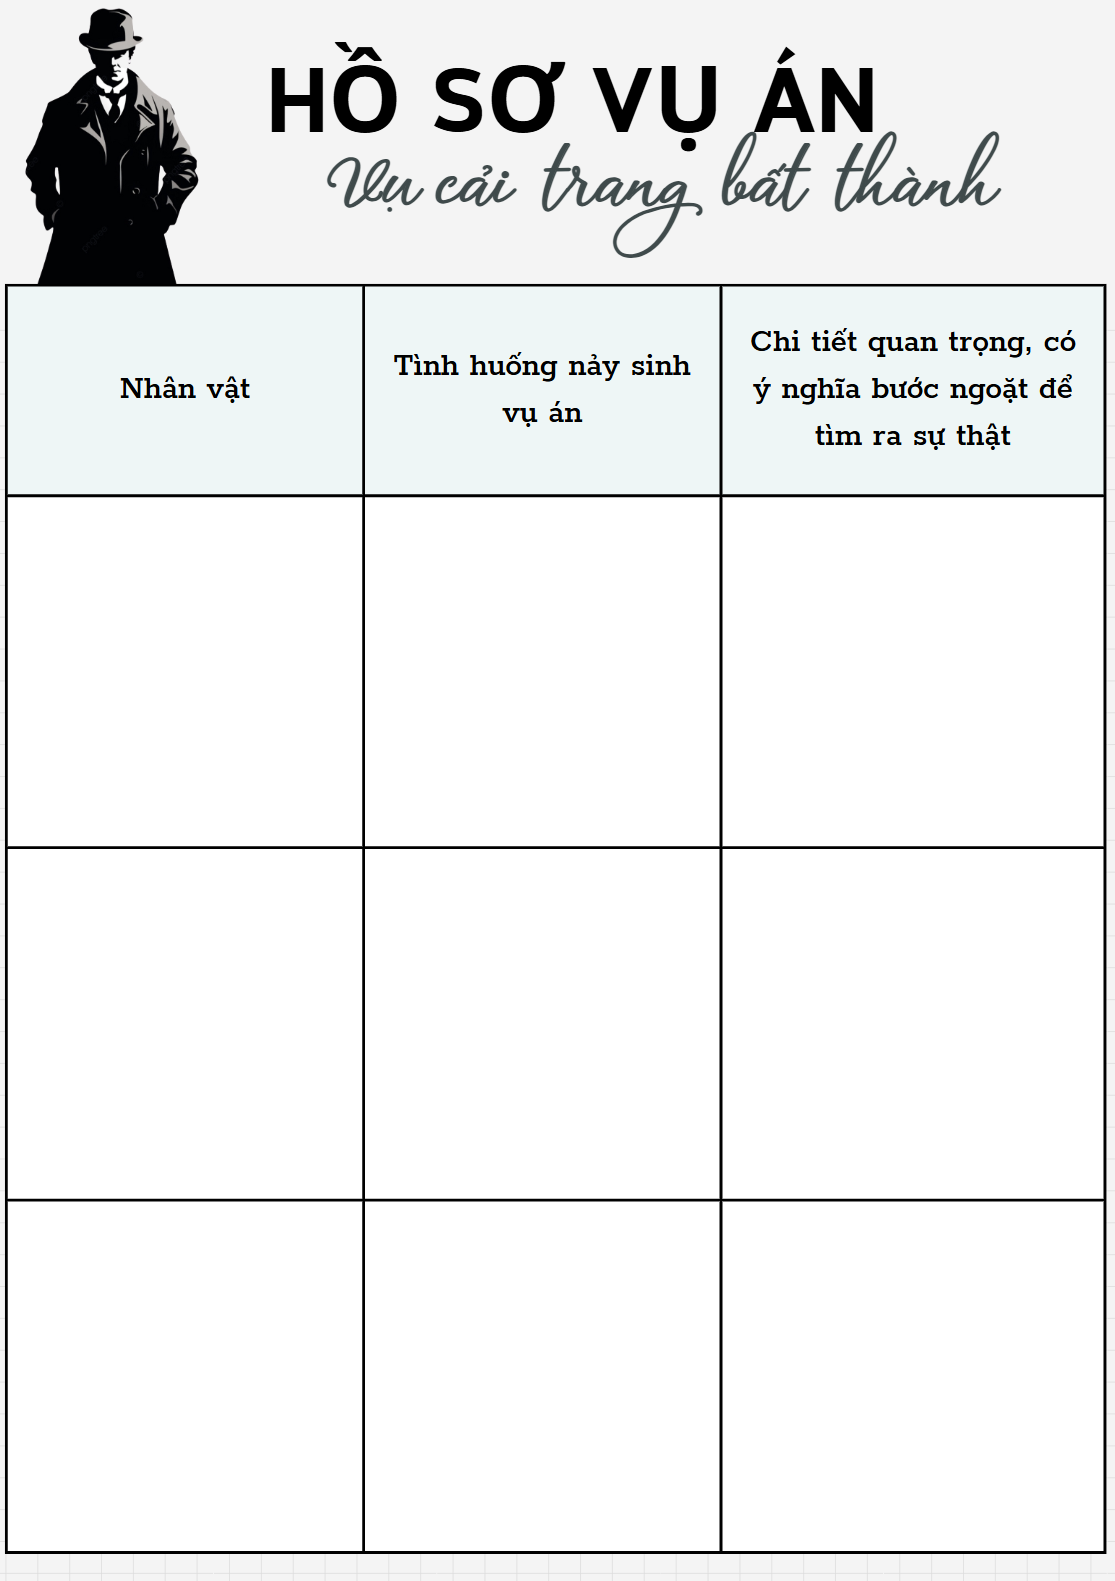 HỒ SƠ VỤ ÁN
Vụ cải trang bất thành
Nhân vật
Tình huống nảy sinh
vụ án
Chi tiết quan trọng, có
ý nghĩa bước ngoặt để
tìm ra sự thật